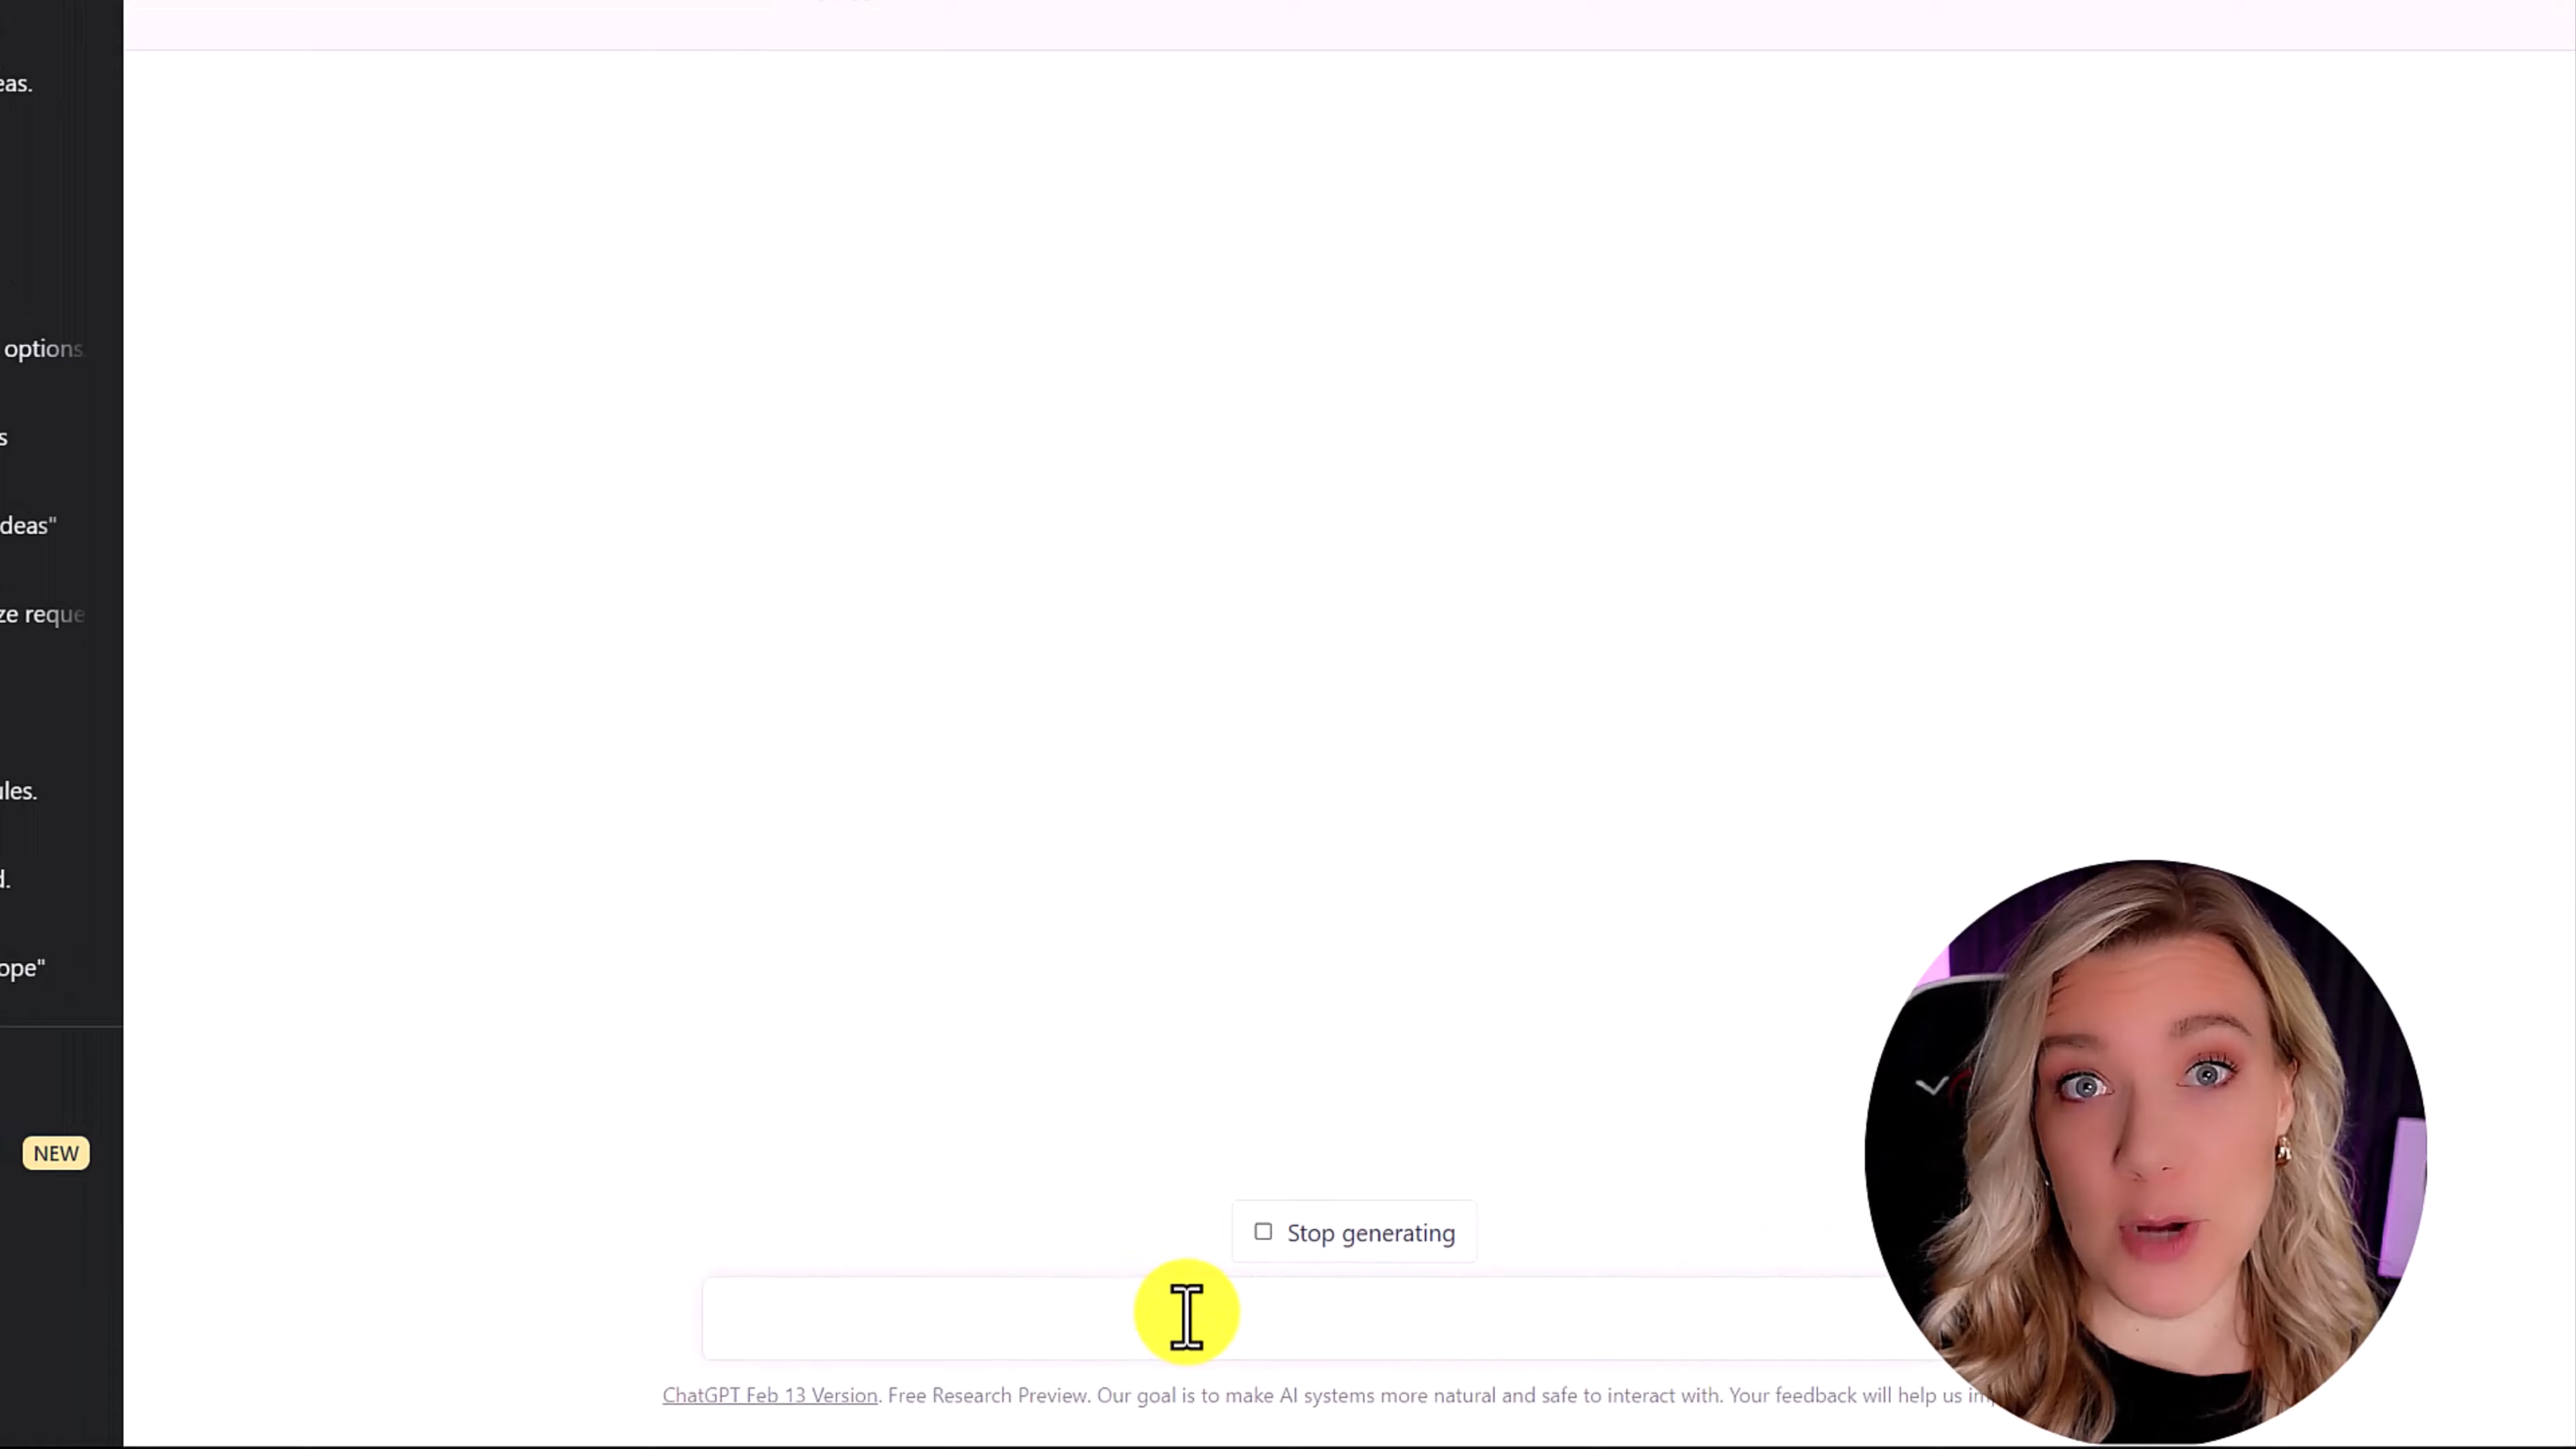 eas.
options.
s
deas"
ze reque
ules.
d.
ope"
NEW
Stop generating
ChatGPT Feb 13 Version. Free Research Preview. Our goal is to make AI systems more natural and safe to interact with. Your feedback will help us